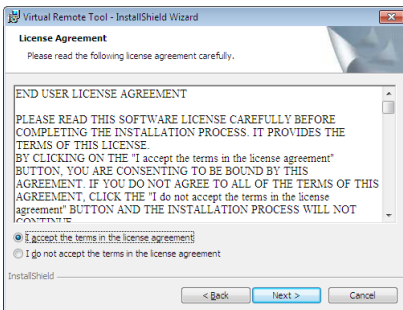 Virtual Remote Tool - InstallShield Wizard
License Agreement
Please read the following license agreement carefully.
END USER LICENSE AGREEMENT
PLEASE READ THIS SOFTWARE LICENSE CAREFULLY BEFORE
COMPLETING THE INSTALLATION PROCESS. IT PROVIDES THE
TERMS OF THIS LICENSE.
BY CLICKING ON THE "I accept the terms in the license agreement"
BUTTON, YOU ARE CONSENTING TO BE BOUND BY THIS
AGREEMENT. IF YOU DO NOT AGREE TO ALL OF THE TERMS OF THIS
AGREEMENT, CLICK THE "I do not accept the terms in the license
agreement" BUTTON AND THE INSTALLATION PROCESS WILL NOT
CONTINUE
I accept the terms in the license agreement
I do not accept the terms in the license agreement
InstallShield
< Back Next > Cancel